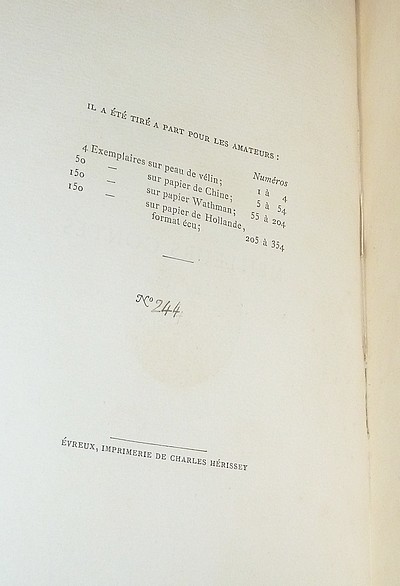 IL A ÉTÉ TIRÉ A PART POUR LES AMATEURS :
Numéros
4 Exemplaires sur peau de vélin; 1 à 4
50 — sur papier de Chine; 5 à 54
150 — sur papier Wathman; 55 à 204
150 — sur papier de Hollande,
format écu; 205 à 354
Nº 244
ÉVREUX, IMPRIMERIE DE CHARLES HÉRISSEY